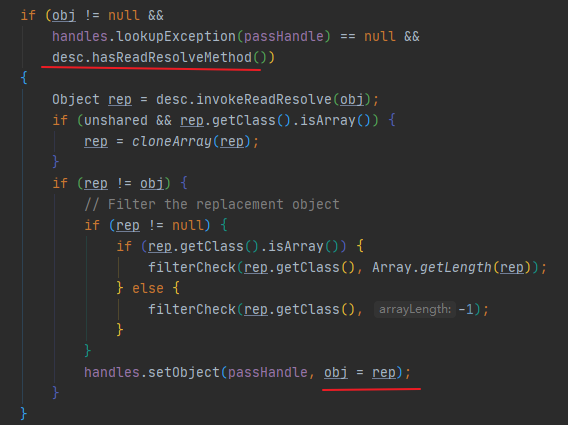 if (obj != null &&
handles.lookupException(passHandle) == null &&
desc.hasReadResolveMethod())
{
Object rep = desc.invokeReadResolve(obj);
if (unshared && rep.getClass().isArray()) {
rep = cloneArray(rep);
}
if (rep != obj) {
// Filter the replacement object
if (rep != null) {
if (rep.getClass().isArray()) {
filterCheck(rep.getClass(), Array.getLength(rep));
} else {
filterCheck(rep.getClass(), arrayLength: -1);
}
}
handles.setObject(passHandle, obj = rep);
}
}